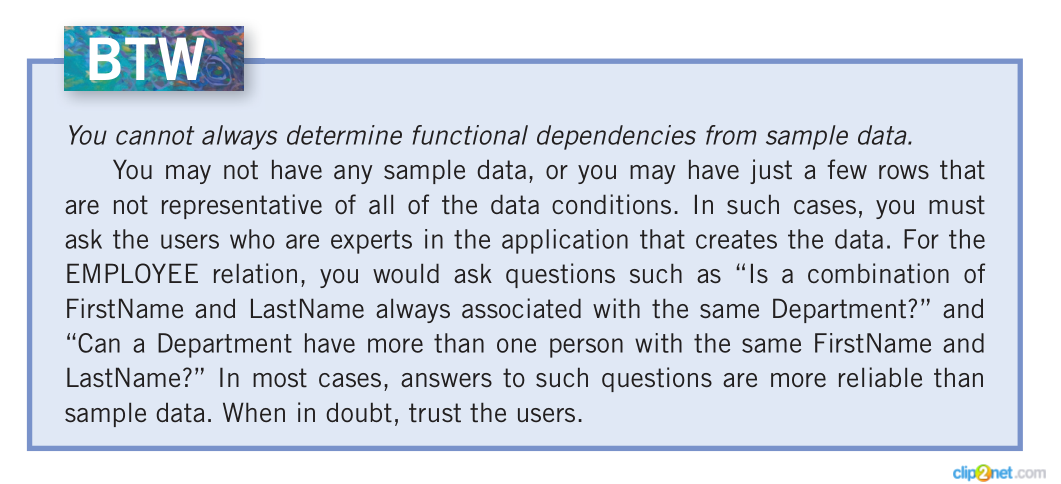 BTW
You cannot always determine functional dependencies from sample data.
You may not have any sample data, or you may have just a few rows that
are not representative of all of the data conditions. In such cases, you must
ask the users who are experts in the application that creates the data. For the
EMPLOYEE relation, you would ask questions such as “Is a combination of
FirstName and LastName always associated with the same Department?” and
“Can a Department have more than one person with the same FirstName and
LastName?” In most cases, answers to such questions are more reliable than
sample data. When in doubt, trust the users.
clip2net.com